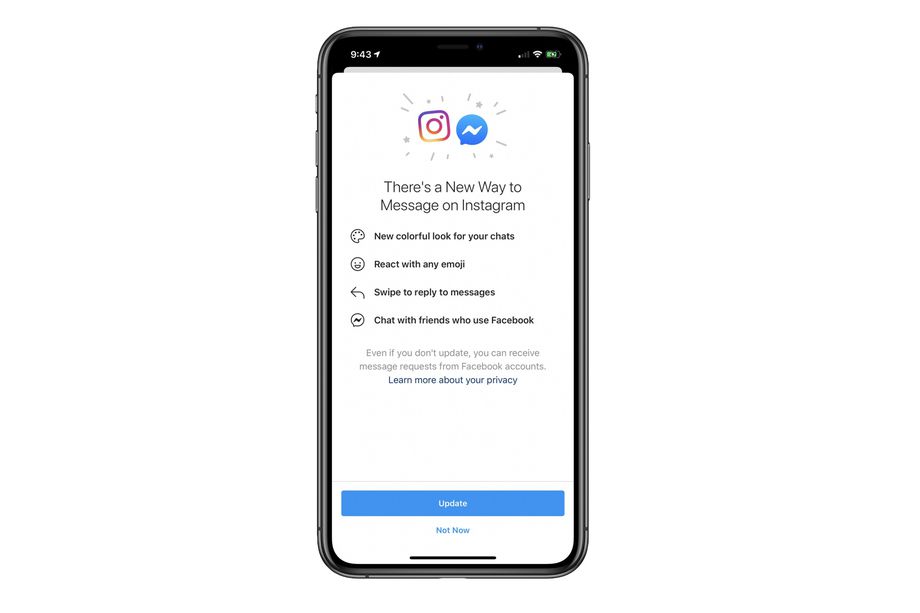 9:43
There's a New Way to
Message on Instagram
New colorful look for your chats
React with any emoji
Swipe to reply to messages
Chat with friends who use Facebook
Even if you don't update, you can receive
message requests from Facebook accounts.
Learn more about your privacy
Update
Not Now